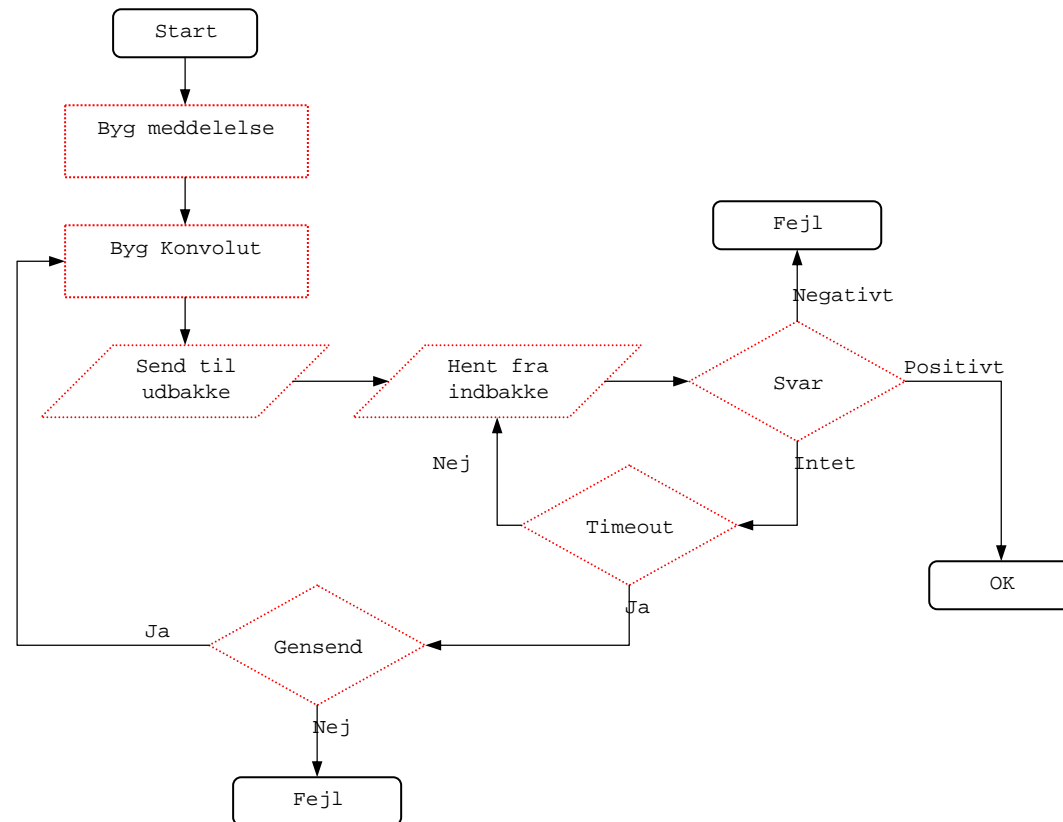 Start
Byg meddelelse
Byg Konvolut
Fejl
Negativt
Send til
udbakke
Hent fra
indbakke
Svar
Positivt
Nej
Intet
Timeout
OK
Ja
Ja
Gensend
Nej
Fejl